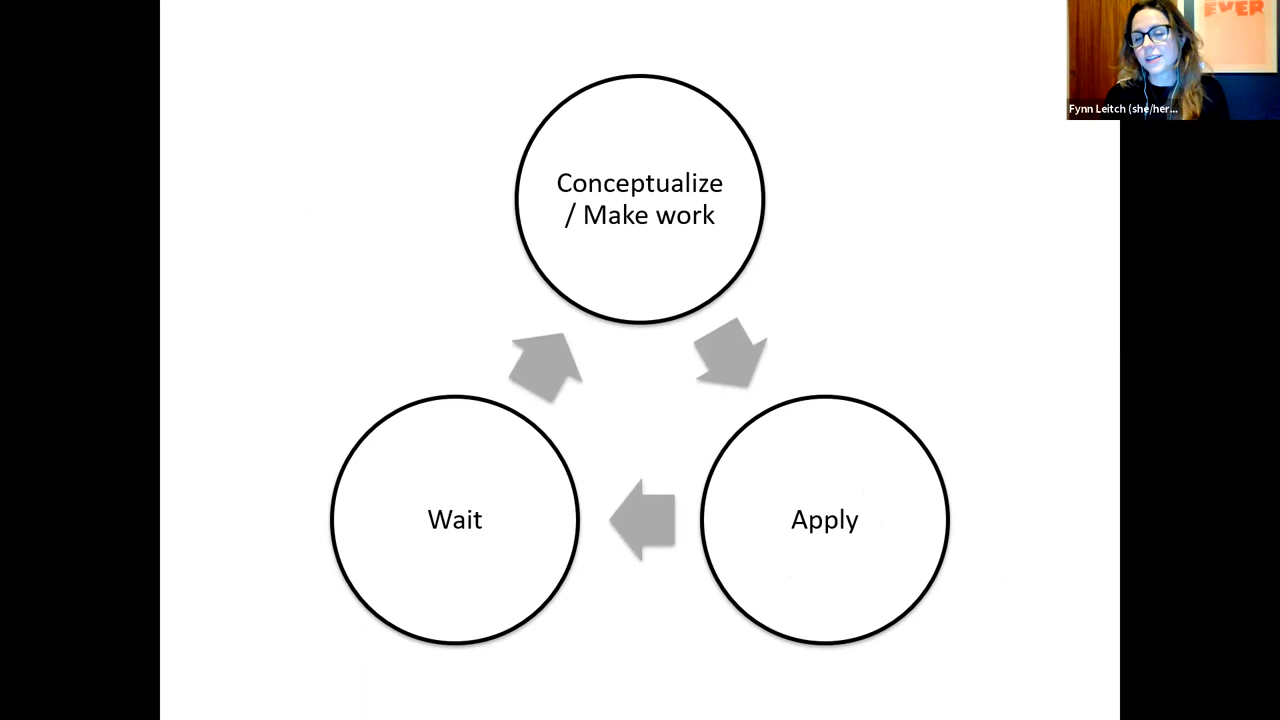 EVER
Fynn Leitch (she/her...
Conceptualize
/ Make work
Wait
Apply